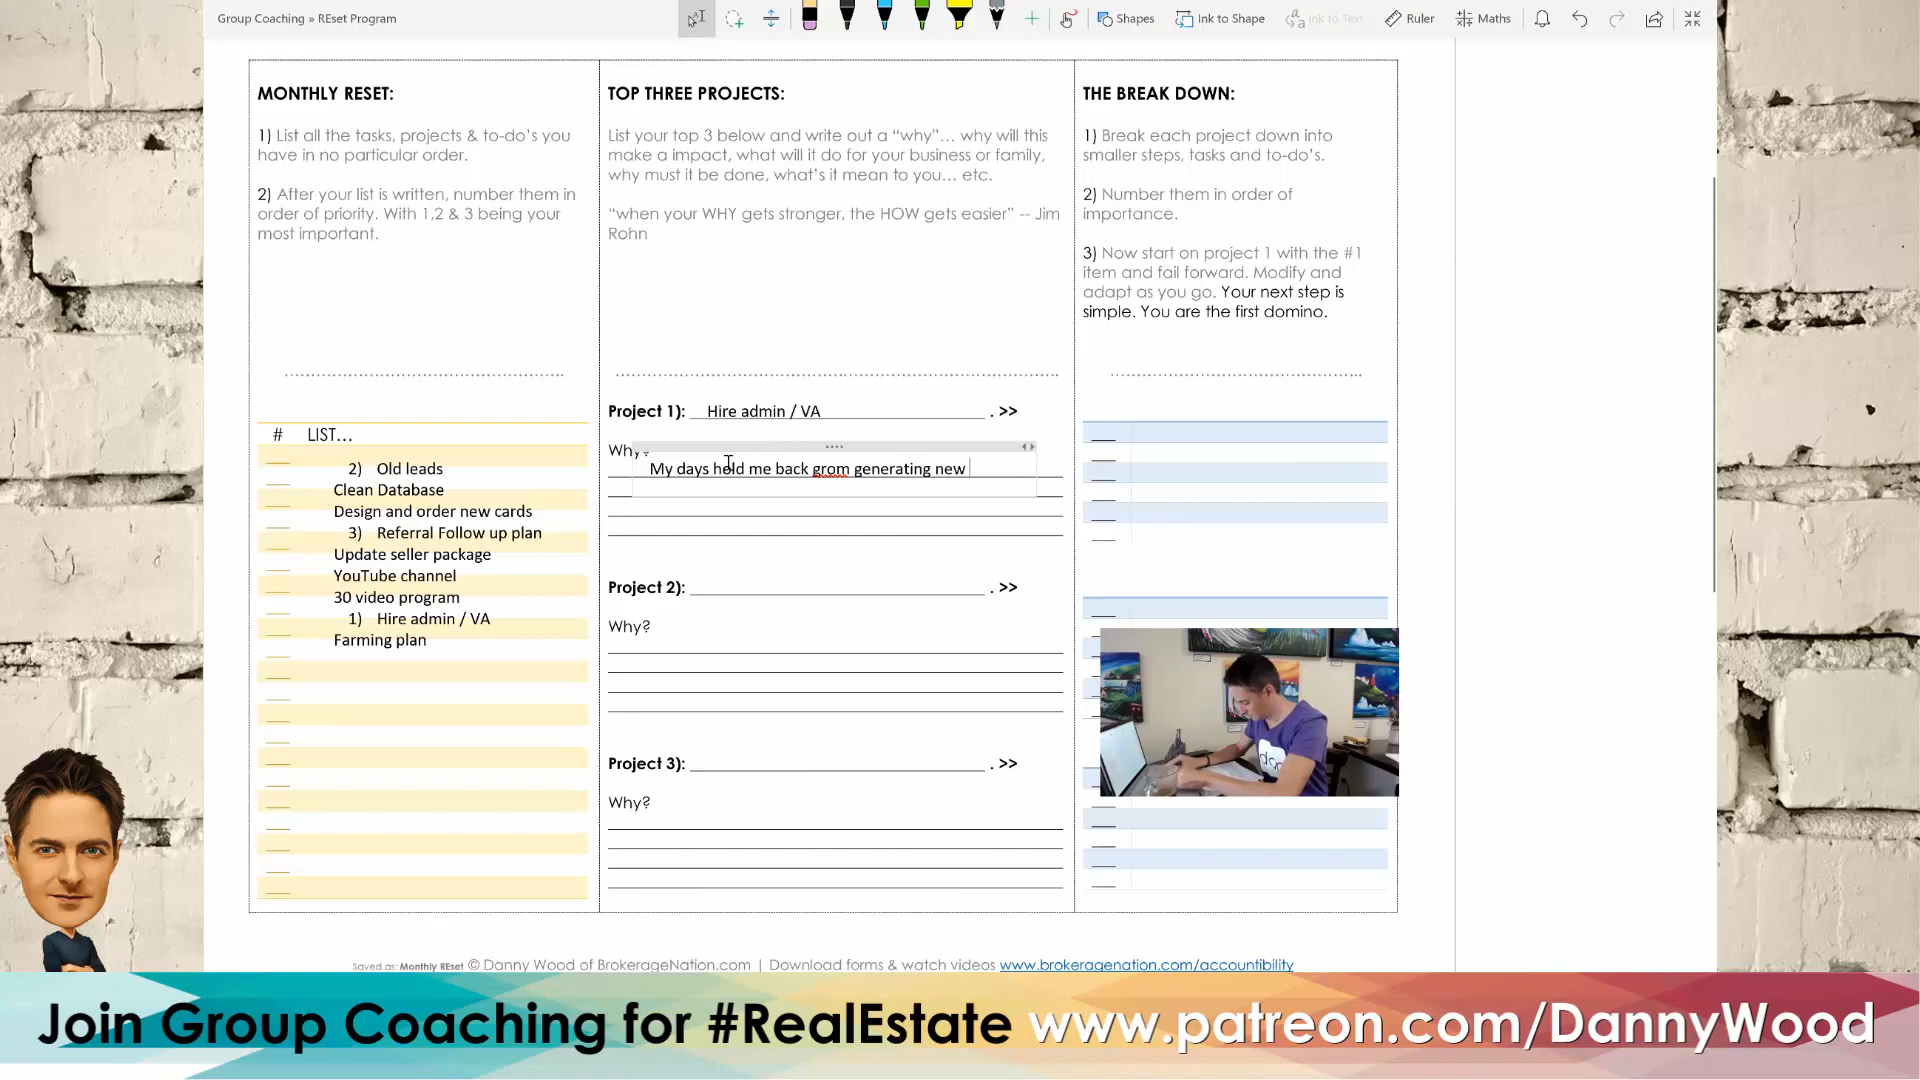 Group Coaching » REset Program
Shapes
Ink to Shape
Ink to Text
Ruler
Maths
MONTHLY RESET:
1) List all the tasks, projects & to-do's you
have in no particular order.
2) After your list is written, number them in
order of priority. With 1,2 & 3 being your
most important.
# LIST...
2) Old leads
Clean Database
Design and order new cards
3) Referral Follow up plan
Update seller package
YouTube channel
30 video program
1) Hire admin / VA
Farming plan
TOP THREE PROJECTS:
List your top 3 below and write out a “why”... why will this
make a impact, what will it do for your business or family,
why must it be done, what's it mean to you... etc.
“when your WHY gets stronger, the HOW gets easier” -- Jim
Rohn
Project 1): Hire admin / VA . >>
Why?
My days hold me back grom generating new
Project 2): . >>
Why?
Project 3): . >>
Why?
THE BREAK DOWN:
1) Break each project down into
smaller steps, tasks and to-do's.
2) Number them in order of
importance.
3) Now start on project 1 with the #1
item and fail forward. Modify and
adapt as you go. Your next step is
simple. You are the first domino.
Saved as: Monthly REset © Danny Wood of BrokerageNation.com | Download forms & watch videos www.brokeragenation.com/accountibility
Join Group Coaching for #RealEstate www.patreon.com/DannyWood